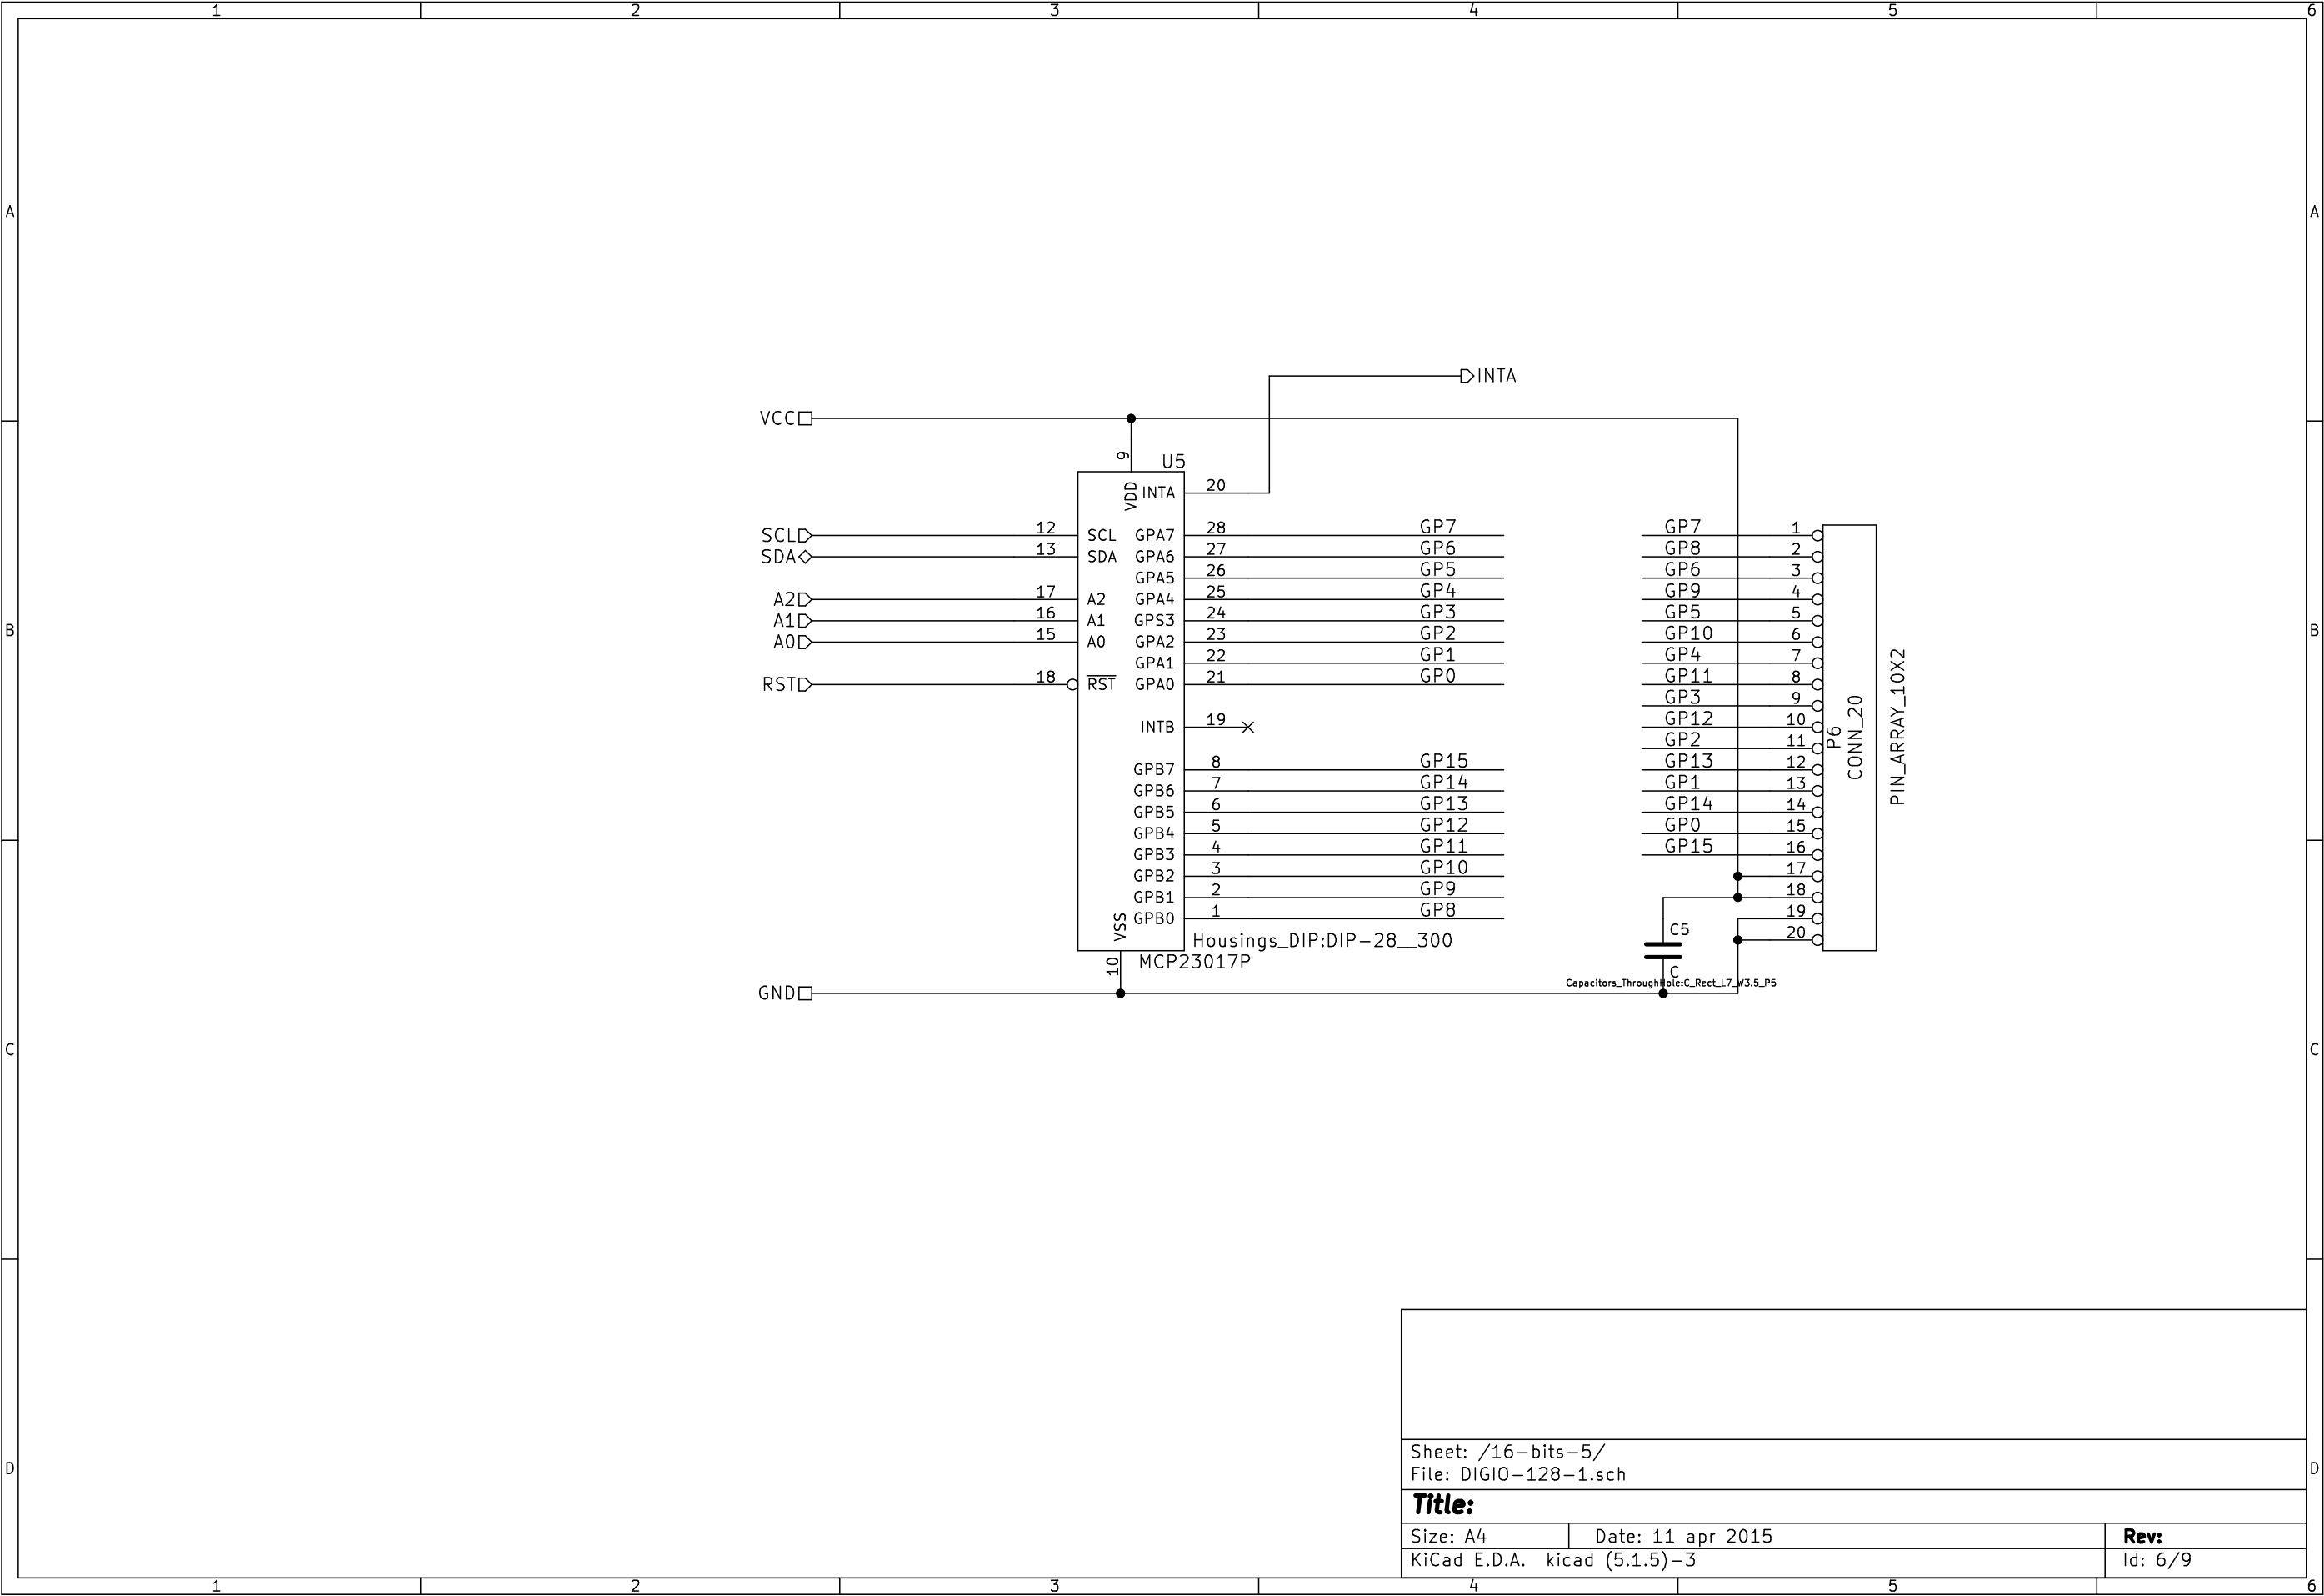 1 2 3 4 5 6
A A
INTA
VCC
9
U5
VDD INTA 20
SCL 12 SCL GPA7 28 GP7 GP7 1
SDA 13 SDA GPA6 27 GP6 GP8 2
GPA5 26 GP5 GP6 3
A2 17 A2 GPA4 25 GP4 GP9 4
A1 16 A1 GPS3 24 GP3 GP5 5
B B
A0 15 A0 GPA2 23 GP2 GP10 6
GPA1 22 GP1 GP4 7
RST 18 RST GPA0 21 GP0 GP11 8
GP3 9
INTB 19 GP12 10
GP2 11
P6
CONN_20
PIN_ARRAY_10X2
GPB7 8 GP15 GP13 12
GPB6 7 GP14 GP1 13
GPB5 6 GP13 GP14 14
GPB4 5 GP12 GP0 15
GPB3 4 GP11 GP15 16
GPB2 3 GP10 17
GPB1 2 GP9 18
VSS GPB0 1 GP8 19
C5
Housings_DIP:DIP-28__300 20
MCP23017P
10
C
Capacitors_ThroughHole:C_Rect_L7_W3.5_P5
GND
C C
Sheet: /16-bits-5/
File: DIGIO-128-1.sch
D D
Title:
Size: A4 Date: 11 apr 2015 Rev:
KiCad E.D.A. kicad (5.1.5)-3 Id: 6/9
1 2 3 4 5 6